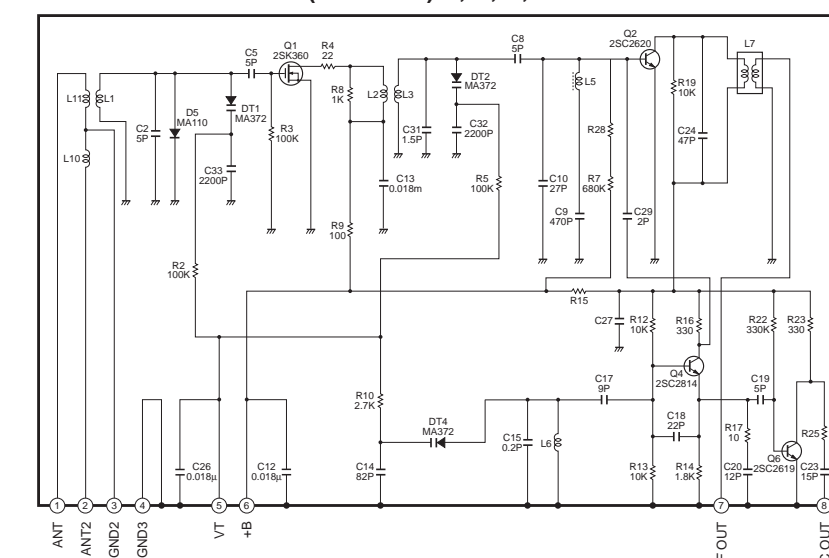 C8
5P
Q2
2SC2620
L7
C5
5P
Q1
2SK360
R4
22
L11
L1
C2
5P
D5
MA110
DT1
MA372
R3
100K
R8
1K
L2
L3
C31
1.5P
DT2
MA372
C32
2200P
L5
R28
R19
10K
C24
47P
C33
2200P
L10
C13
0.018m
R5
100K
C10
27P
R7
680K
C9
470P
C29
2P
R9
100
R2
100K
R15
C27
R12
10K
R16
330
R22
330K
R23
330
Q4
2SC2814
R10
2.7K
C17
9P
C19
5P
DT4
MA372
C18
22P
C15
0.2P
L6
R17
10
R25
Q6
2SC2619
C26
0.018µ
C12
0.018µ
C14
82P
R13
10K
R14
1.8K
C20
12P
C23
15P
1
2
3
4
5
6
7
8
ANT
ANT2
GND2
GND3
VT
+B
OUT
OUT